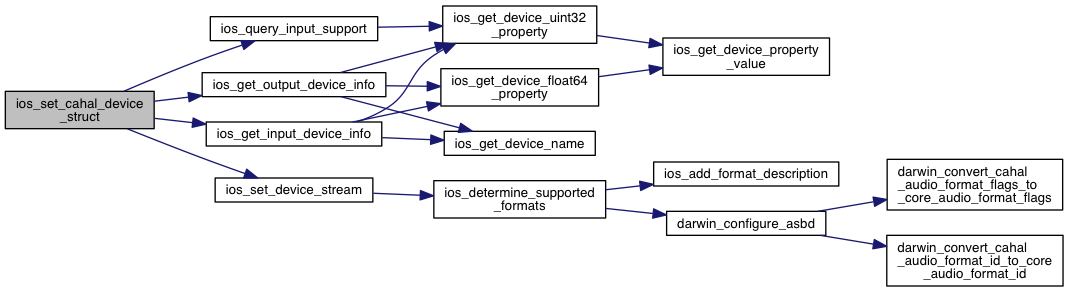 ios_set_cahal_device
_struct
ios_query_input_support
ios_get_output_device_info
ios_get_input_device_info
ios_set_device_stream
ios_get_device_uint32
_property
ios_get_device_float64
_property
ios_get_device_name
ios_determine_supported
_formats
ios_get_device_property
_value
ios_add_format_description
darwin_configure_asbd
darwin_convert_cahal
_audio_format_flags_to
_core_audio_format_flags
darwin_convert_cahal
_audio_format_id_to_core
_audio_format_id